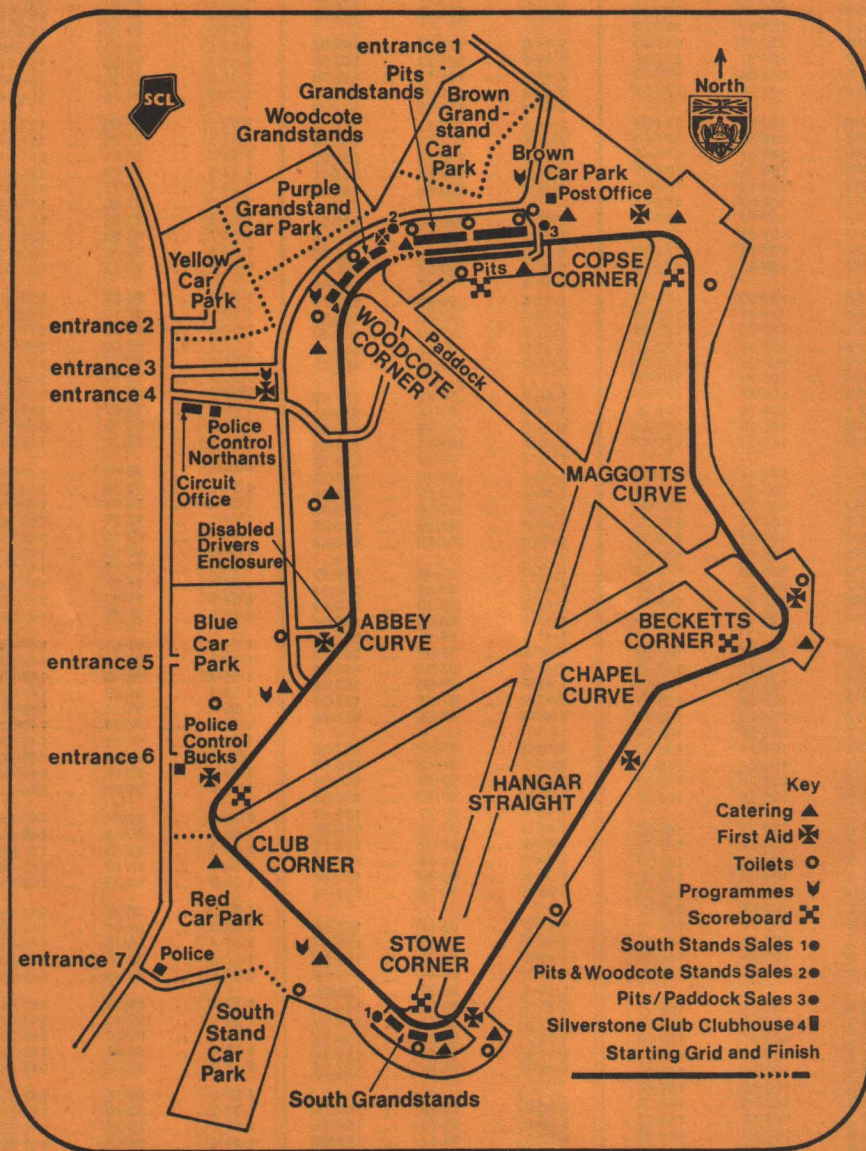 entrance 1
Pits
Grandstands
SCL
Woodcote
Grandstands
Brown
Grand-
stand
Car
Park
North
Brown
Car Park
Post Office
Purple
Grandstand
Car Park
2
3
Yellow
Car
Park
Pits
COPSE
CORNER
entrance 2
WOODCOTE
CORNER
Paddock
entrance 3
entrance 4
Police
Control
Northants
Circuit
Office
MAGGOTTS
CURVE
Disabled
Drivers
Enclosure
Blue
Car
Park
ABBEY
CURVE
BECKETTS
CORNER
entrance 5
CHAPEL
CURVE
Police
Control
Bucks
entrance 6
HANGAR
STRAIGHT
CLUB
CORNER
Red
Car Park
entrance 7
Police
STOWE
CORNER
1
South
Stand
Car
Park
South Grandstands
Key
Catering
First Aid
Toilets
Programmes
Scoreboard
South Stands Sales 1
Pits & Woodcote Stands Sales 2
Pits/Paddock Sales 3
Silverstone Club Clubhouse 4
Starting Grid and Finish